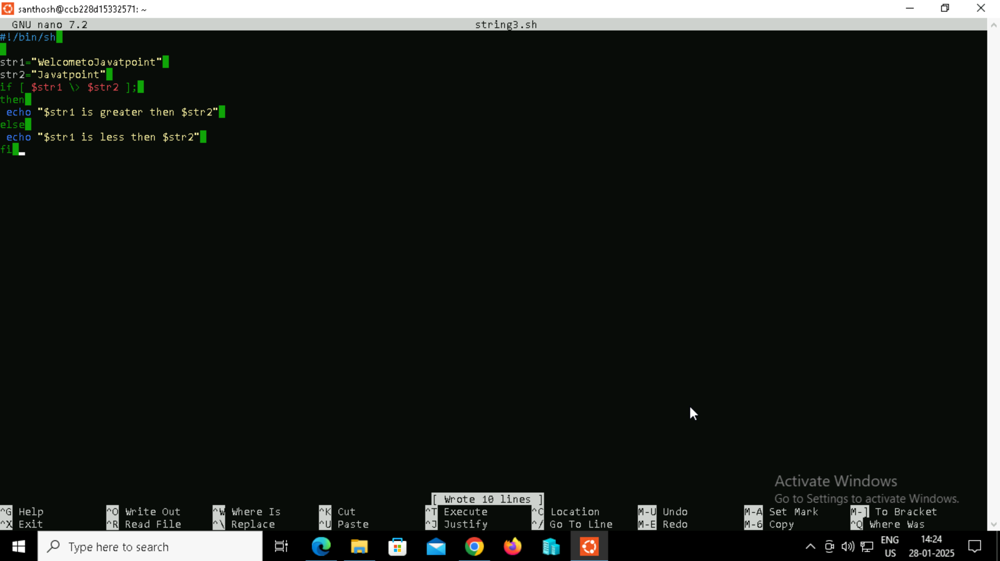 santhosh@ccb228d15332571: ~
GNU nano 7.2 string3.sh
#!/bin/sh
str1="WelcometoJavatpoint"
str2="Javatpoint"
if [ $str1 \> $str2 ];
then
 echo "$str1 is greater then $str2"
else
 echo "$str1 is less then $str2"
fi
Activate Windows
Go to Settings to activate Windows.
[ Wrote 10 lines ]
^G Help ^O Write Out ^W Where Is ^K Cut ^T Execute ^C Location M-U Undo M-A Set Mark M-] To Bracket
^X Exit ^R Read File ^\ Replace ^U Paste ^J Justify ^/ Go To Line M-E Redo M-6 Copy ^Q Where Was
Type here to search
ENG
US
14:24
28-01-2025